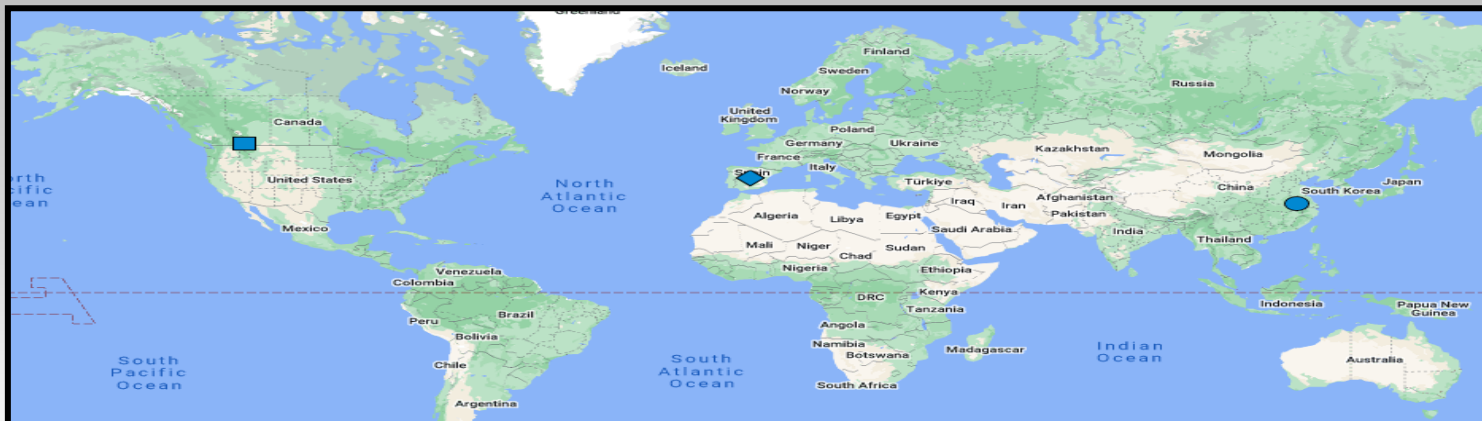 Greenland
Iceland
Finland
Sweden
Norway
Russia
United
Kingdom
Canada
Poland
Germany
Ukraine
France
Kazakhstan
Mongolia
Italy
Spain
United States
Türkiye
China
South Korea
Japan
North
Atlantic
Ocean
Afghanistan
Iraq
Iran
Pakistan
Algeria
Libya
Egypt
Mexico
Saudi Arabia
India
Thailand
Mali
Niger
Chad
Sudan
Nigeria
Ethiopia
Venezuela
Colombia
DRC
Kenya
Tanzania
Indonesia
Papua New
Guinea
Peru
Brazil
Angola
Bolivia
Namibia
Botswana
Madagascar
Indian
Ocean
South
Pacific
Ocean
Chile
South
Atlantic
Ocean
South Africa
Australia
Argentina
orth
cific
ean